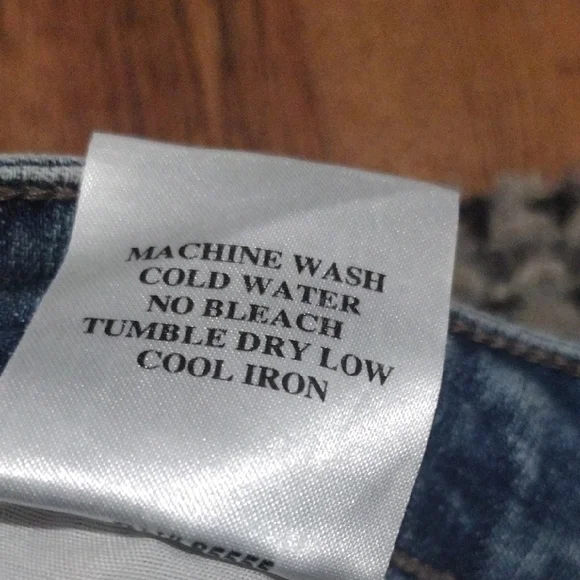 MACHINE WASH
COLD WATER
NO BLEACH
TUMBLE DRY LOW
COOL IRON